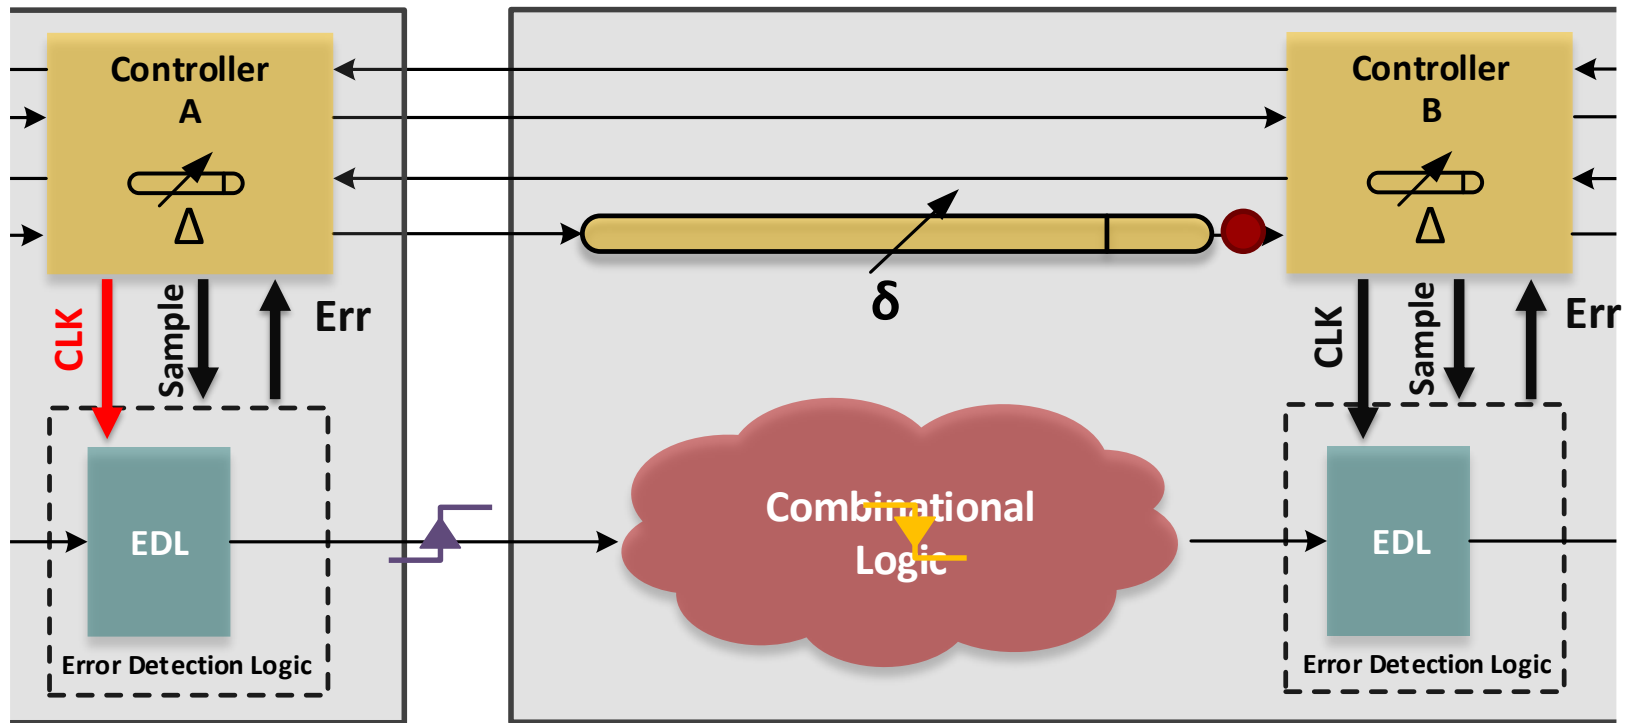 Controller
A
Δ
Controller
B
Δ
δ
CLK
Sample
Err
CLK
Sample
Err
Combinational
Logic
EDL
EDL
Error Detection Logic
Error Detection Logic